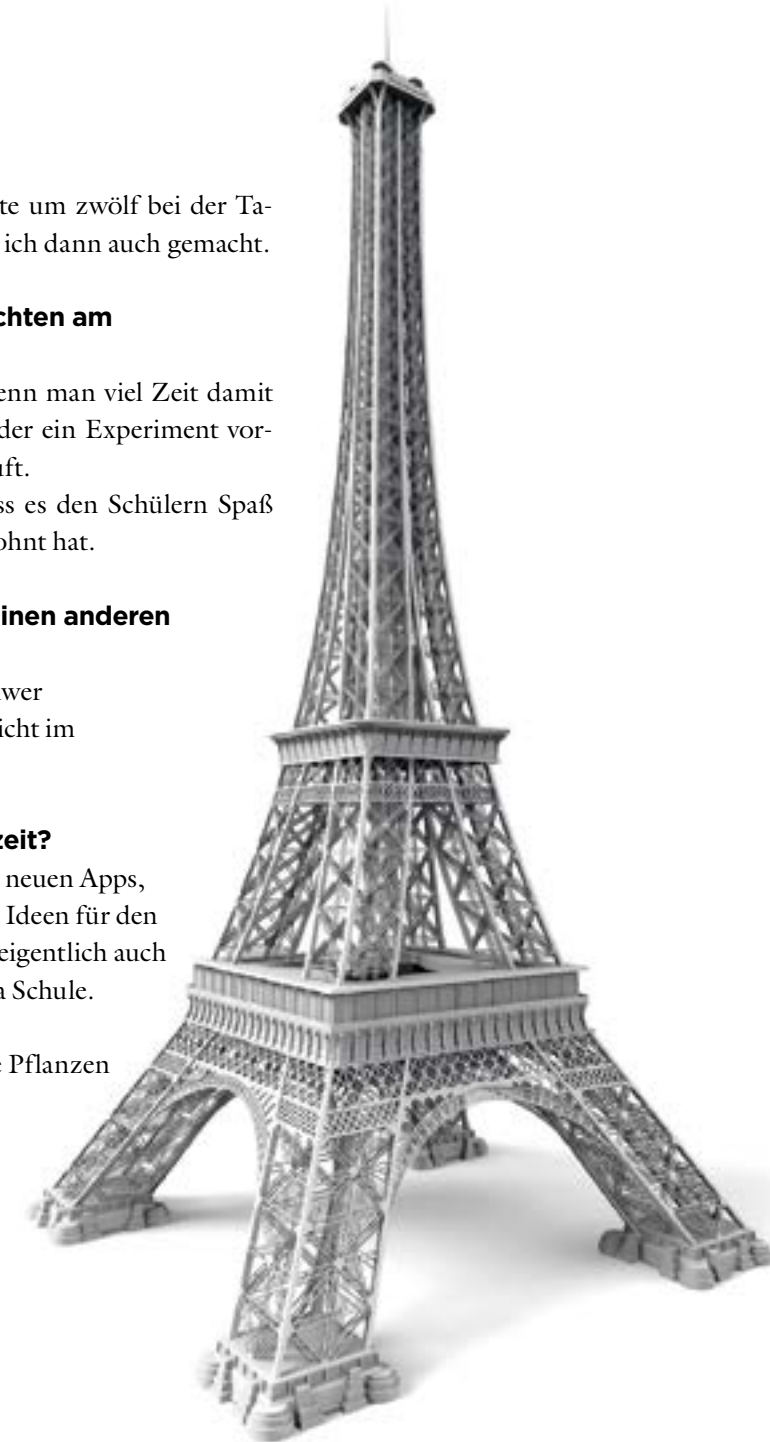 te um zwölf bei der Ta-
ich dann auch gemacht.
chten am
enn man viel Zeit damit
der ein Experiment vor-
uft.
ss es den Schülern Spaß
ohnt hat.
inen anderen
wer
icht im
zeit?
neuen Apps,
Ideen für den
eigentlich auch
a Schule.
e Pflanzen